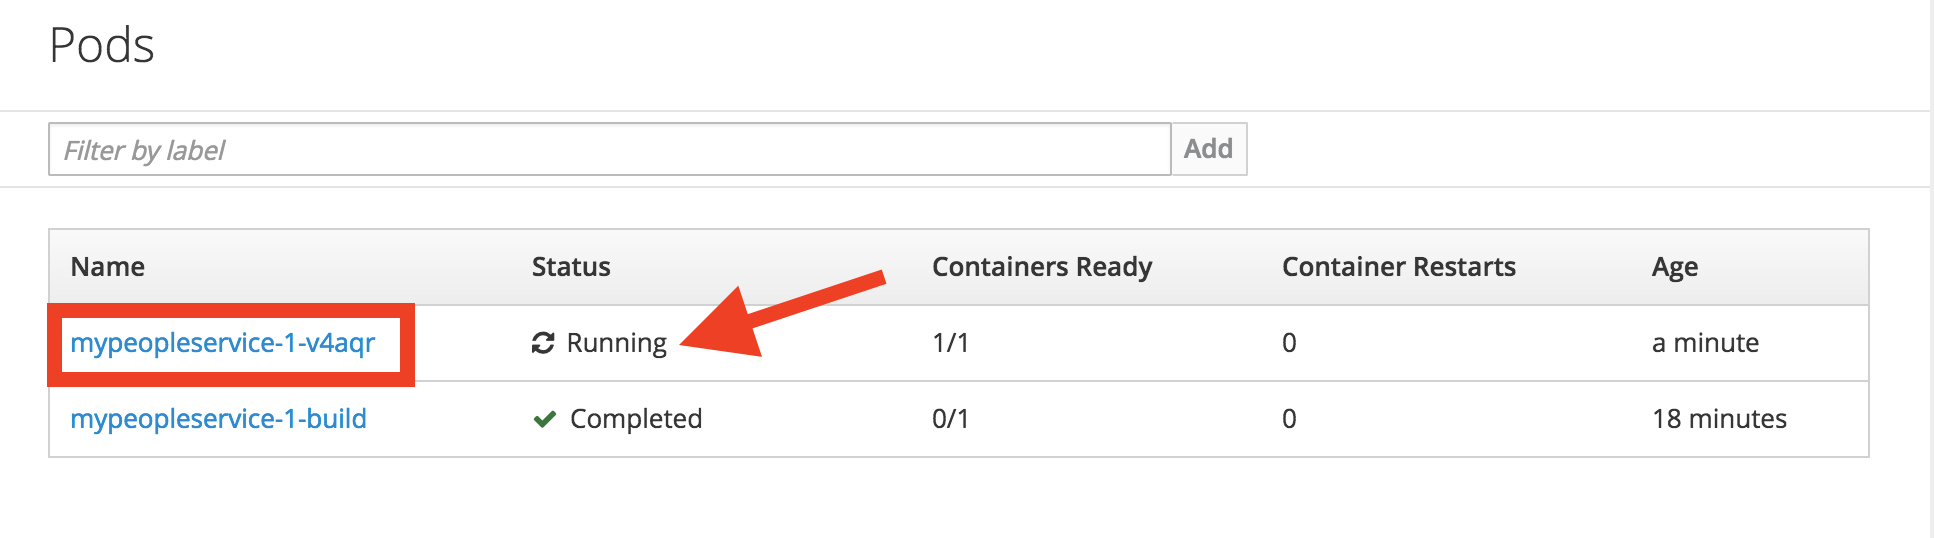 Pods
Filter by label Add
Name Status Containers Ready Container Restarts Age
mypeopleservice-1-v4aqr Running 1/1 0 a minute
mypeopleservice-1-build Completed 0/1 0 18 minutes